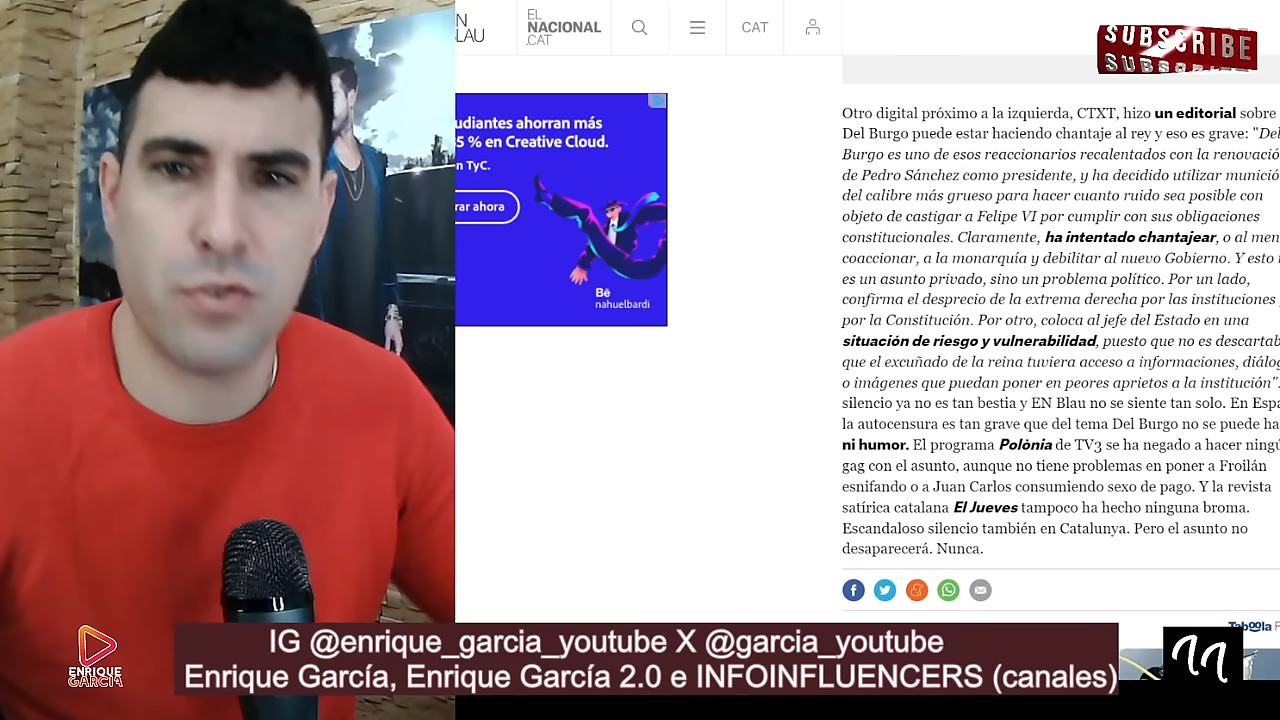 N
LAU
EL
NACIONAL
.CAT
CAT
SUBSCRIBE
udiantes ahorran más
5 % en Creative Cloud.
n TyC.
rar ahora
Bē
nahuelbardi
Otro digital próximo a la izquierda, CTXT, hizo un editorial sobre
Del Burgo puede estar haciendo chantaje al rey y eso es grave: "De
Burgo es uno de esos reaccionarios recalentados con la renovació
de Pedro Sánchez como presidente, y ha decidido utilizar munició
del calibre más grueso para hacer cuanto ruido sea posible con
objeto de castigar a Felipe VI por cumplir con sus obligaciones
constitucionales. Claramente, ha intentado chantajear, o al men
coaccionar, a la monarquía y debilitar al nuevo Gobierno. Y esto
es un asunto privado, sino un problema político. Por un lado,
confirma el desprecio de la extrema derecha por las instituciones
por la Constitución. Por otro, coloca al jefe del Estado en una
situación de riesgo y vulnerabilidad, puesto que no es descartab
que el excuñado de la reina tuviera acceso a informaciones, diálog
o imágenes que puedan poner en peores aprietos a la institución".
silencio ya no es tan bestia y EN Blau no se siente tan solo. En Espa
la autocensura es tan grave que del tema Del Burgo no se puede ha
ni humor. El programa Polònia de TV3 se ha negado a hacer ningú
gag con el asunto, aunque no tiene problemas en poner a Froilán
esnifando o a Juan Carlos consumiendo sexo de pago. Y la revista
satírica catalana El Jueves tampoco ha hecho ninguna broma.
Escandaloso silencio también en Catalunya. Pero el asunto no
desaparecerá. Nunca.
Taboola
IG @enrique_garcia_youtube X @garcia_youtube
Enrique García, Enrique García 2.0 e INFOINFLUENCERS (canales)
ENRIQUE
GARCÍA